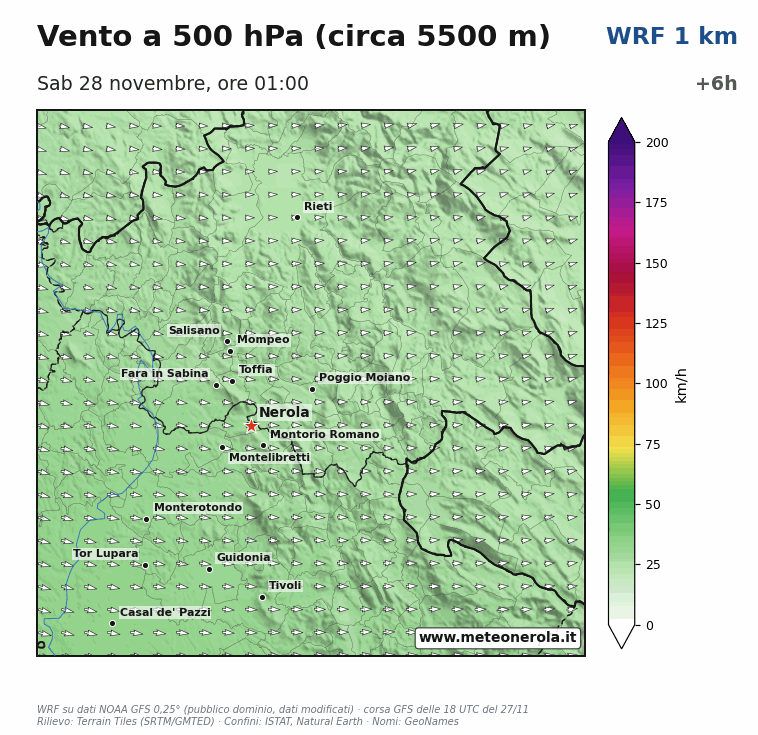 Vento a 500 hPa (circa 5500 m)
WRF 1 km
Sab 28 novembre, ore 01:00
+6h
Rieti
Salisano
Mompeo
Fara in Sabina
Toffia
Poggio Moiano
Nerola
Montorio Romano
Montelibretti
Monterotondo
Tor Lupara
Guidonia
Tivoli
Casal de' Pazzi
www.meteonerola.it
200
175
150
125
100
75
50
25
0
km/h
WRF su dati NOAA GFS 0,25° (pubblico dominio, dati modificati) · corsa GFS delle 18 UTC del 27/11
Rilievo: Terrain Tiles (SRTM/GMTED) · Confini: ISTAT, Natural Earth · Nomi: GeoNames